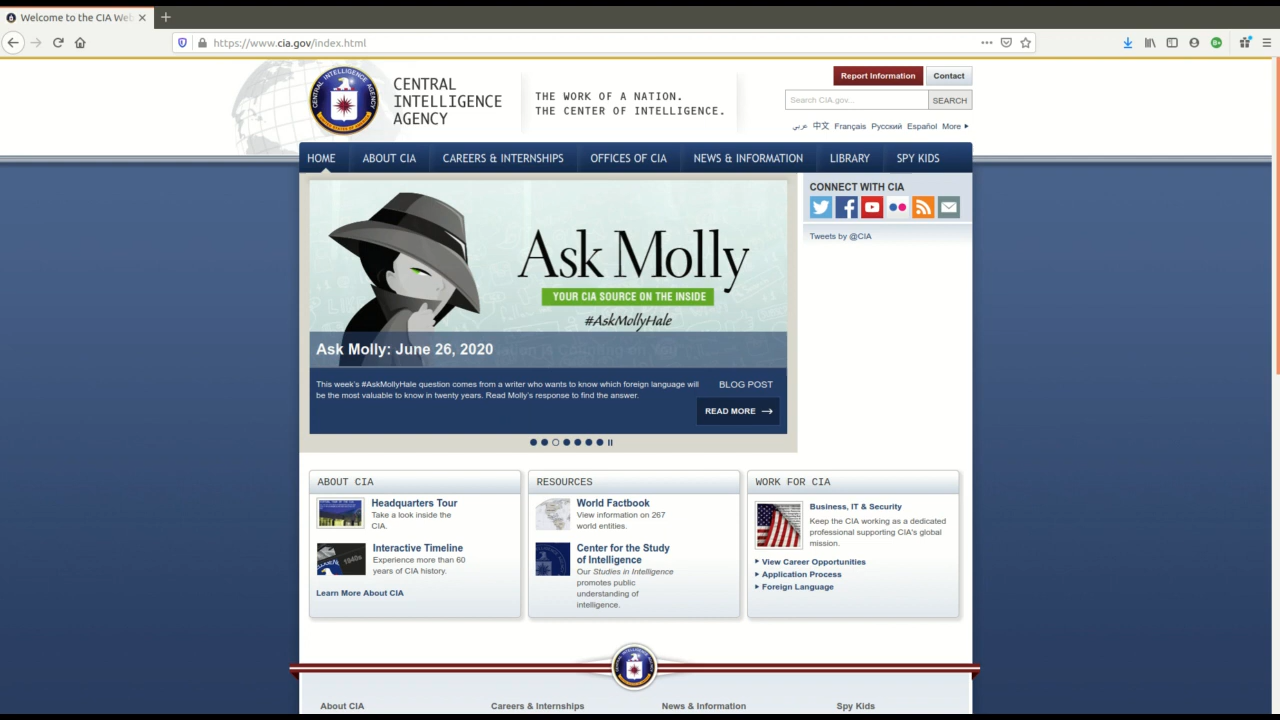 Welcome to the CIA Web
https://www.cia.gov/index.html
CENTRAL INTELLIGENCE AGENCY
UNITED STATES OF AMERICA
CENTRAL
INTELLIGENCE
AGENCY
THE WORK OF A NATION.
THE CENTER OF INTELLIGENCE.
Report Information
Contact
Search CIA.gov...
SEARCH
عربي 中文 Français Русский Español More
HOME ABOUT CIA CAREERS & INTERNSHIPS OFFICES OF CIA NEWS & INFORMATION LIBRARY SPY KIDS
Ask Molly
YOUR CIA SOURCE ON THE INSIDE
#AskMollyHale
Ask Molly: June 26, 2020
This week's #AskMollyHale question comes from a writer who wants to know which foreign language will
be the most valuable to know in twenty years. Read Molly's response to find the answer.
BLOG POST
READ MORE
CONNECT WITH CIA
Tweets by @CIA
ABOUT CIA
Headquarters Tour
Take a look inside the
CIA.
1940s
Interactive Timeline
Experience more than 60
years of CIA history.
Learn More About CIA
RESOURCES
World Factbook
View information on 267
world entities.
Center for the Study
of Intelligence
Our Studies in Intelligence
promotes public
understanding of
intelligence.
WORK FOR CIA
Business, IT & Security
Keep the CIA working as a dedicated
professional supporting CIA's global
mission.
View Career Opportunities
Application Process
Foreign Language
About CIA Careers & Internships News & Information Spy Kids